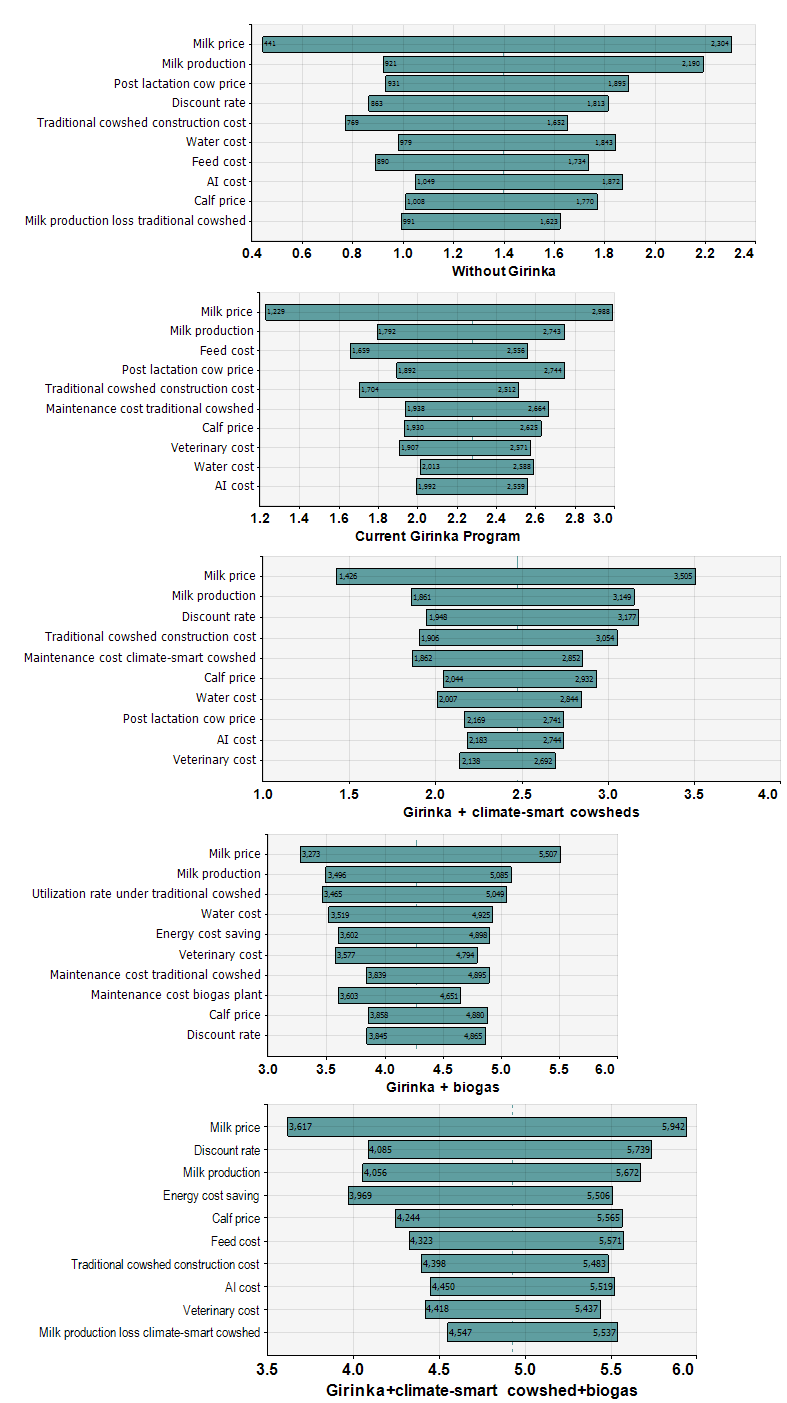 Milk price 441 2,304
Milk production 921 2,190
Post lactation cow price 931 1,895
Discount rate 863 1,813
Traditional cowshed construction cost 769 1,652
Water cost 979 1,843
Feed cost 890 1,734
AI cost 1,049 1,872
Calf price 1,008 1,770
Milk production loss traditional cowshed 991 1,623
0.4 0.6 0.8 1.0 1.2 1.4 1.6 1.8 2.0 2.2 2.4
Without Girinka
Milk price 1,229 2,988
Milk production 1,792 2,743
Feed cost 1,659 2,556
Post lactation cow price 1,892 2,744
Traditional cowshed construction cost 1,704 2,512
Maintenance cost traditional cowshed 1,938 2,664
Calf price 1,930 2,625
Veterinary cost 1,907 2,571
Water cost 2,013 2,588
AI cost 1,992 2,559
1.2 1.4 1.6 1.8 2.0 2.2 2.4 2.6 2.8 3.0
Current Girinka Program
Milk price 1,426 3,505
Milk production 1,861 3,149
Discount rate 1,948 3,177
Traditional cowshed construction cost 1,906 3,054
Maintenance cost climate-smart cowshed 1,862 2,852
Calf price 2,044 2,932
Water cost 2,007 2,844
Post lactation cow price 2,169 2,741
AI cost 2,183 2,744
Veterinary cost 2,138 2,692
1.0 1.5 2.0 2.5 3.0 3.5 4.0
Girinka + climate-smart cowsheds
Milk price 3,273 5,507
Milk production 3,496 5,085
Utilization rate under traditional cowshed 3,465 5,049
Water cost 3,519 4,925
Energy cost saving 3,602 4,898
Veterinary cost 3,577 4,794
Maintenance cost traditional cowshed 3,839 4,895
Maintenance cost biogas plant 3,603 4,651
Calf price 3,858 4,880
Discount rate 3,845 4,865
3.0 3.5 4.0 4.5 5.0 5.5 6.0
Girinka + biogas
Milk price 3,617 5,942
Discount rate 4,085 5,739
Milk production 4,056 5,672
Energy cost saving 3,969 5,506
Calf price 4,244 5,565
Feed cost 4,323 5,571
Traditional cowshed construction cost 4,398 5,483
AI cost 4,450 5,519
Veterinary cost 4,418 5,437
Milk production loss climate-smart cowshed 4,547 5,537
3.5 4.0 4.5 5.0 5.5 6.0
Girinka+climate-smart cowshed+biogas